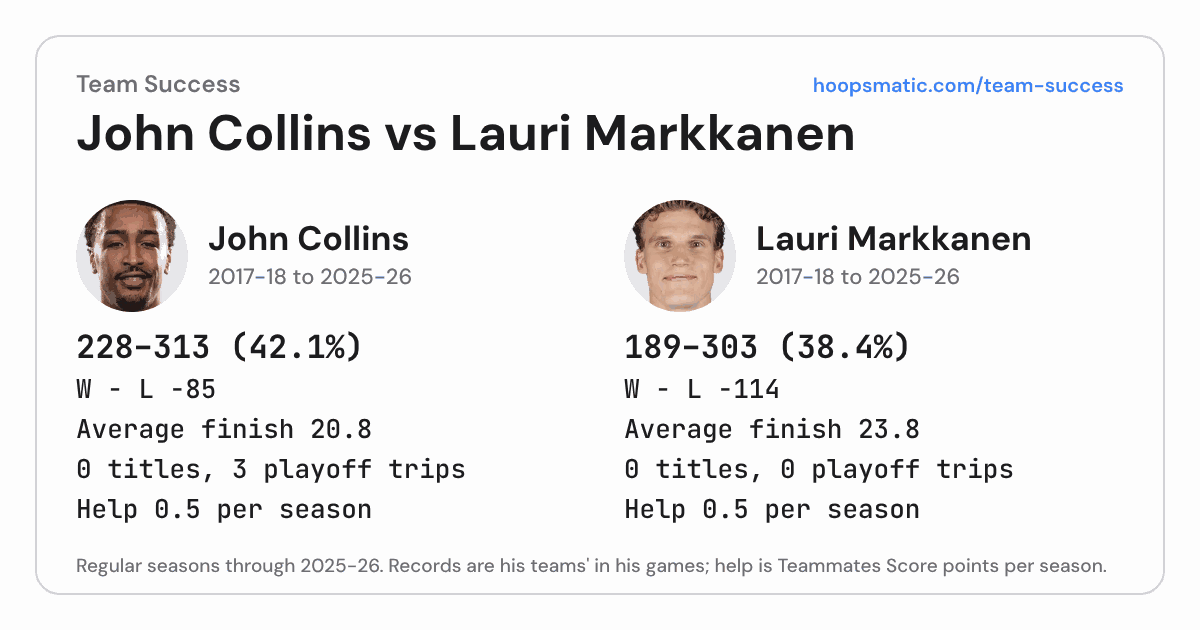 Team Success
hoopsmatic.com/team-success
John Collins vs Lauri Markkanen
John Collins
2017-18 to 2025-26
228-313 (42.1%)
W - L -85
Average finish 20.8
0 titles, 3 playoff trips
Help 0.5 per season
Lauri Markkanen
2017-18 to 2025-26
189-303 (38.4%)
W - L -114
Average finish 23.8
0 titles, 0 playoff trips
Help 0.5 per season
Regular seasons through 2025-26. Records are his teams' in his games; help is Teammates Score points per season.